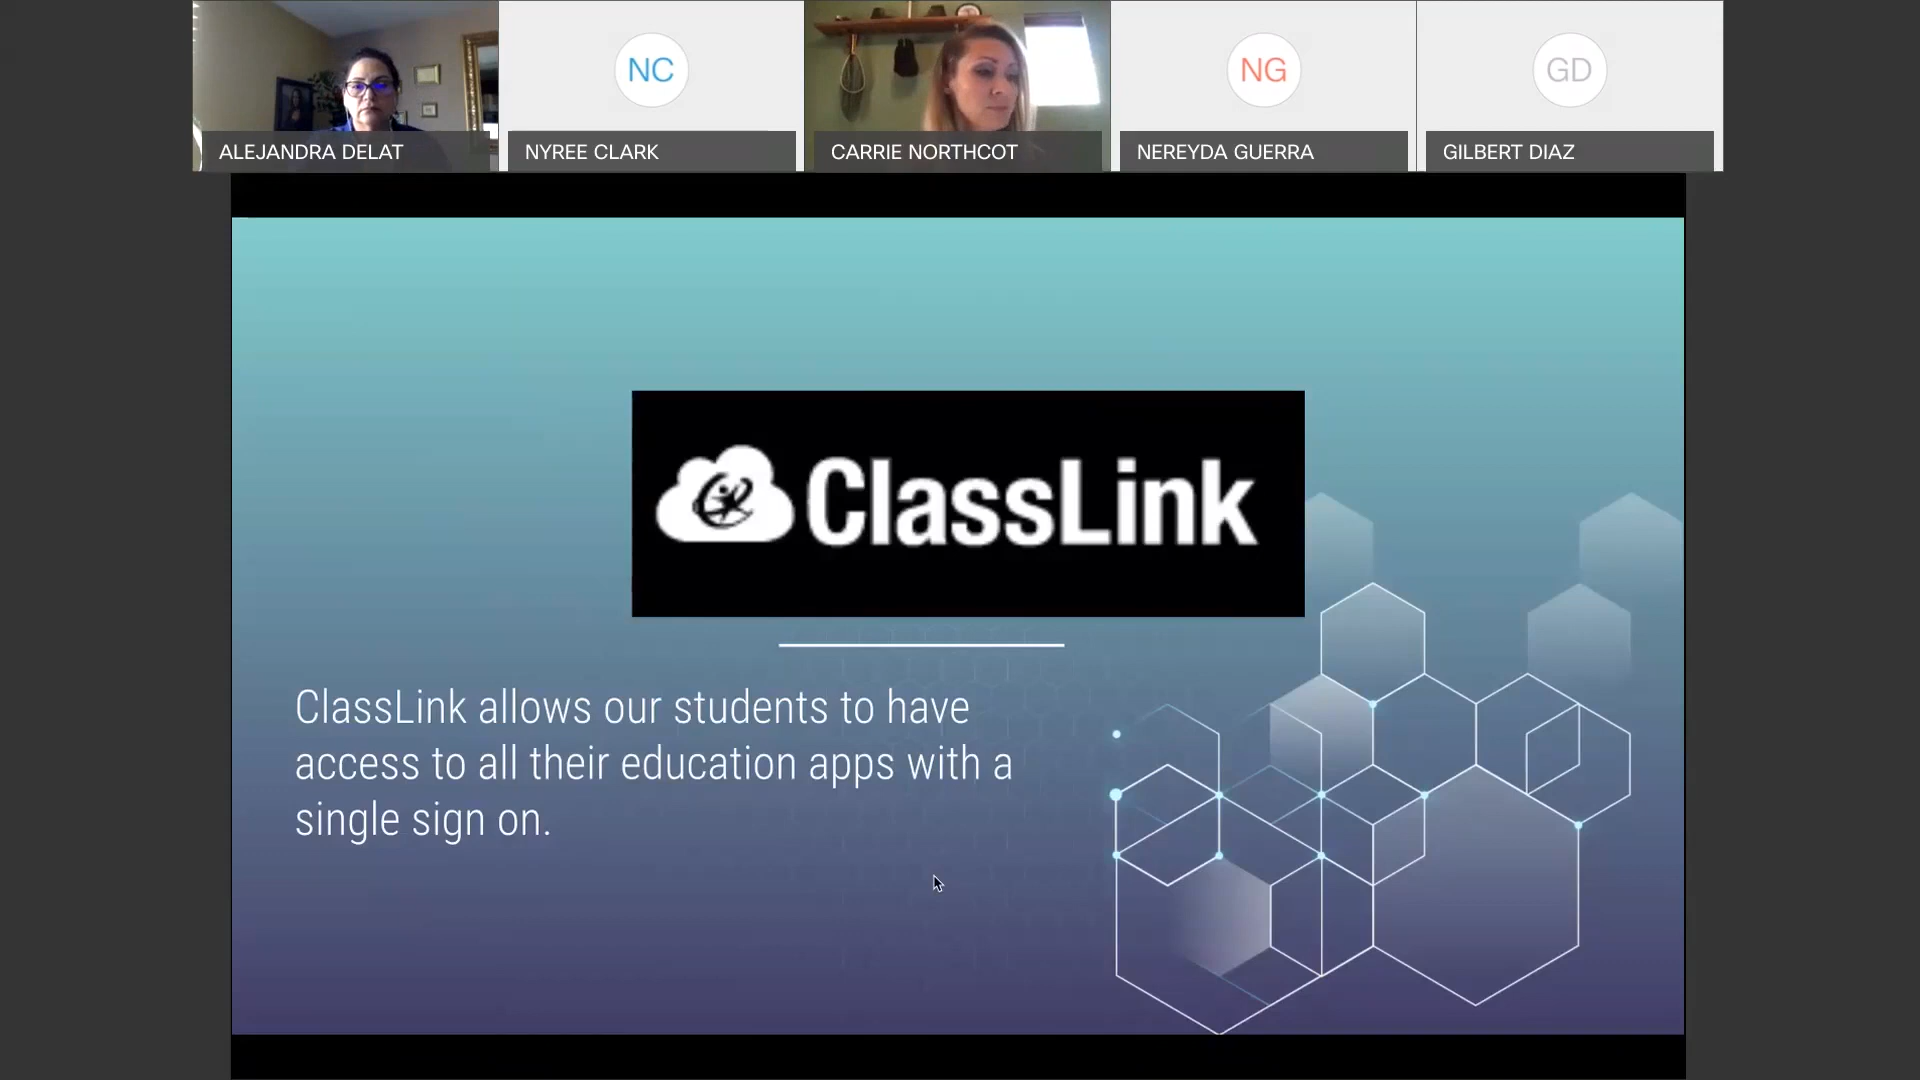 ALEJANDRA DELAT
NC
NYREE CLARK
CARRIE NORTHCOT
NG
NEREYDA GUERRA
GD
GILBERT DIAZ
ClassLink
ClassLink allows our students to have
access to all their education apps with a
single sign on.